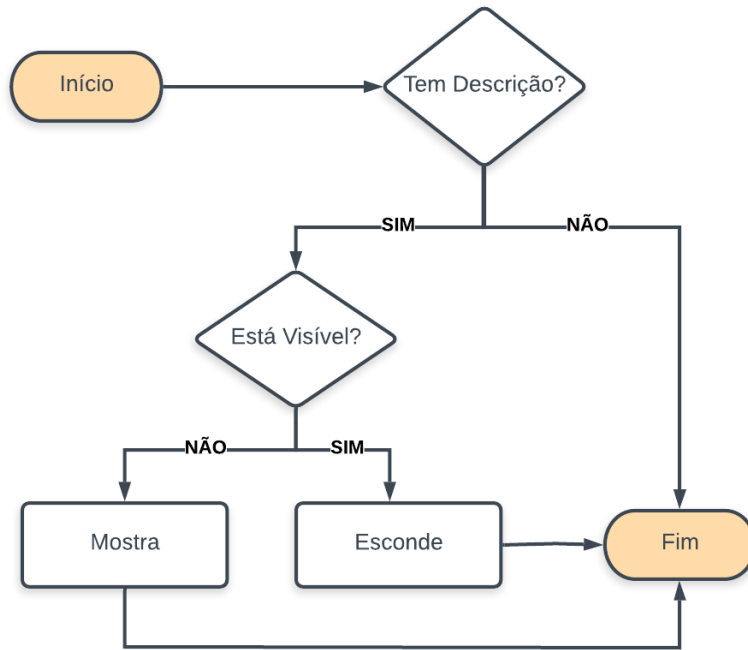 Início
Tem Descrição?
SIM
NÃO
Está Visível?
NÃO
SIM
Mostra
Esconde
Fim